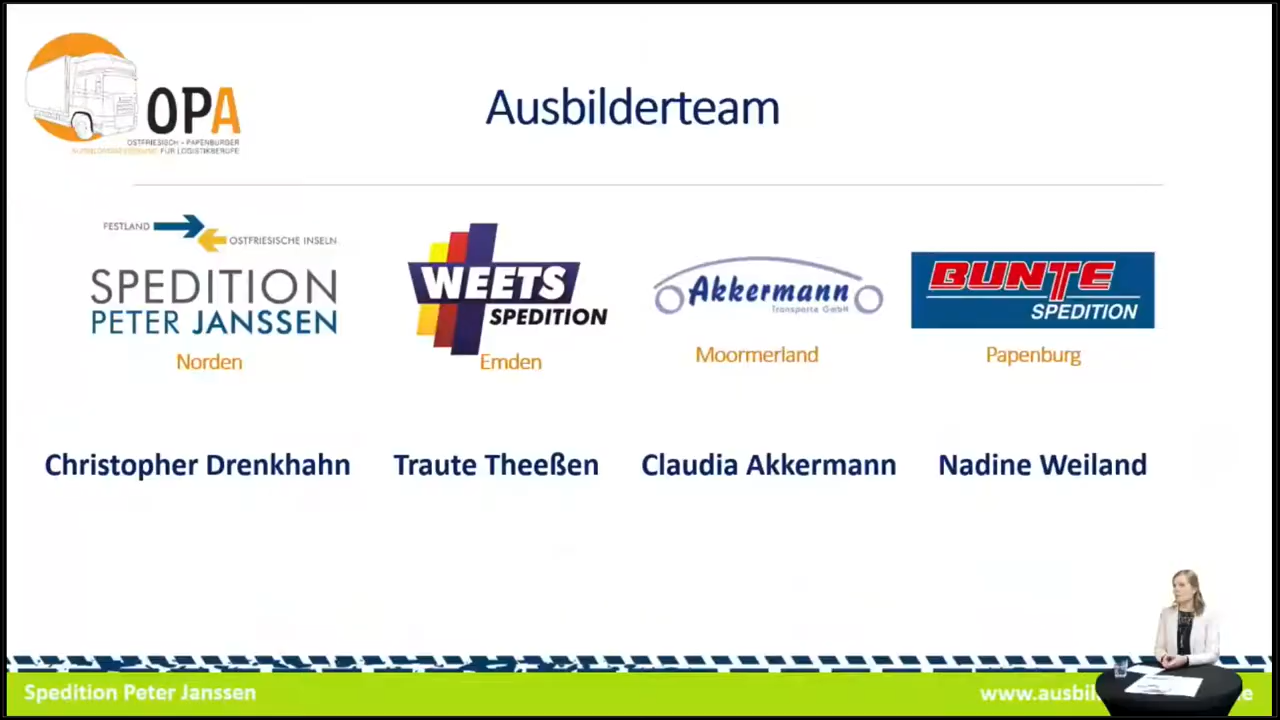 OPA
OSTFRIESISCH - PAPENBURGER
FÜR LOGISTIKBERUFE
Ausbilderteam
FESTLAND
OSTFRIESISCHE INSELN
SPEDITION
PETER JANSSEN
Norden
WEETS
SPEDITION
Emden
Akkermann
Transporte GmbH
Moormerland
BUNTE
SPEDITION
Papenburg
Christopher Drenkhahn
Traute Theeßen
Claudia Akkermann
Nadine Weiland
Spedition Peter Janssen
www.ausbil